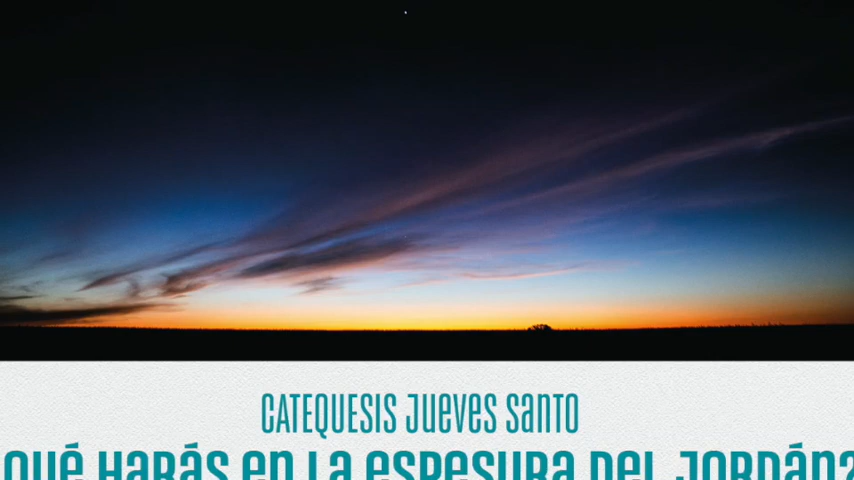 CATEQUESIS JUEVES SANTO
¿QUÉ HARÁS EN LA ESPESURA DEL JORDÁN?